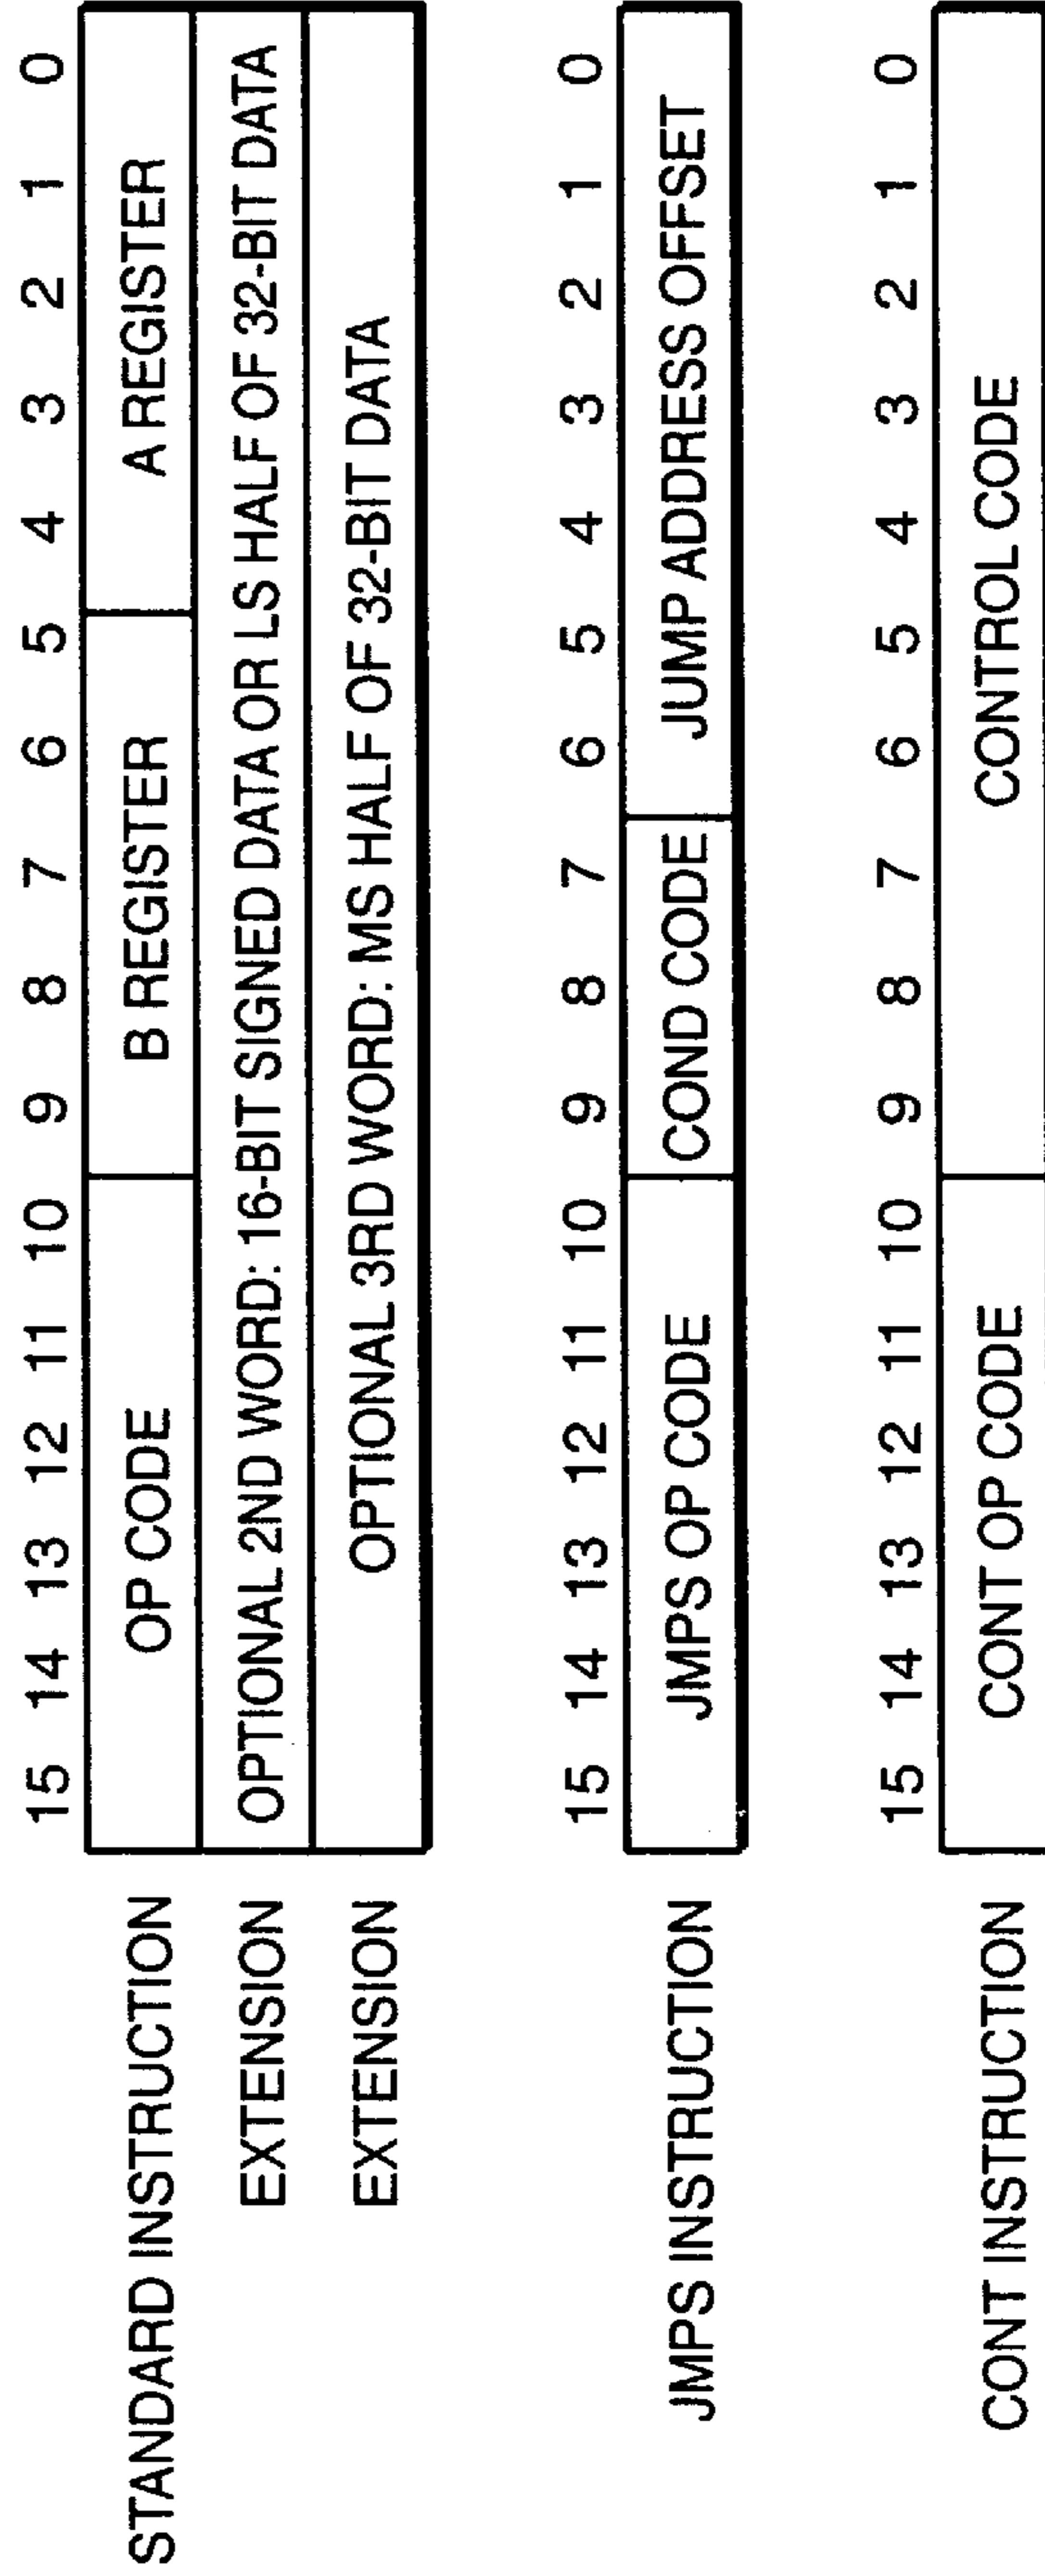 15 14 13 12 11 10 9 8 7 6 5 4 3 2 1 0
STANDARD INSTRUCTION OP CODE B REGISTER A REGISTER
EXTENSION OPTIONAL 2ND WORD: 16-BIT SIGNED DATA OR LS HALF OF 32-BIT DATA
EXTENSION OPTIONAL 3RD WORD: MS HALF OF 32-BIT DATA
15 14 13 12 11 10 9 8 7 6 5 4 3 2 1 0
JMPS INSTRUCTION JMPS OP CODE COND CODE JUMP ADDRESS OFFSET
15 14 13 12 11 10 9 8 7 6 5 4 3 2 1 0
CONT INSTRUCTION CONT OP CODE CONTROL CODE